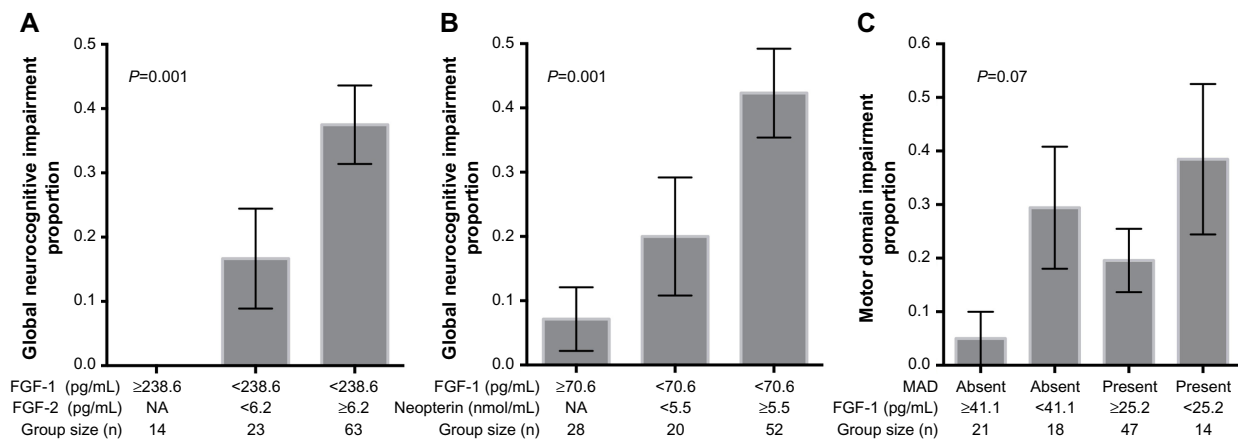 A
Global neurocognitive impairment
proportion
0.5
0.4
0.3
0.2
0.1
0.0
P=0.001
FGF-1 (pg/mL) ≥238.6 <238.6 <238.6
FGF-2 (pg/mL) NA <6.2 ≥6.2
Group size (n) 14 23 63
B
Global neurocognitive impairment
proportion
0.5
0.4
0.3
0.2
0.1
0.0
P=0.001
FGF-1 (pg/mL) ≥70.6 <70.6 <70.6
Neopterin (nmol/mL) NA <5.5 ≥5.5
Group size (n) 28 20 52
C
Motor domain impairment
proportion
0.6
0.5
0.4
0.3
0.2
0.1
0.0
P=0.07
MAD Absent Absent Present Present
FGF-1 (pg/mL) ≥41.1 <41.1 ≥25.2 <25.2
Group size (n) 21 18 47 14